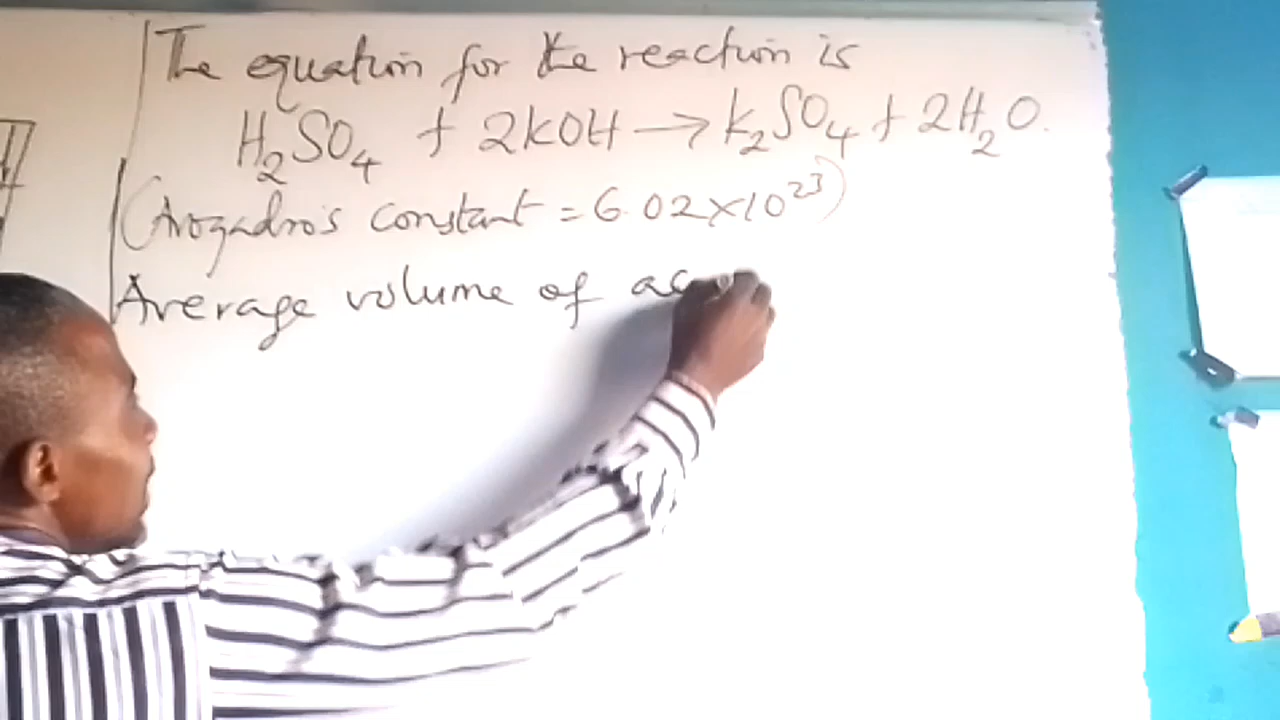 The equation for the reaction is
H₂SO₄ + 2KOH → K₂SO₄ + 2H₂O.
(Avogadro's constant = 6.02×10²³)
Average volume of